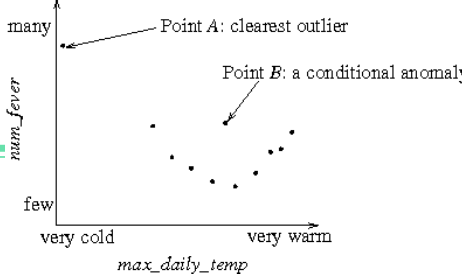 many
Point A: clearest outlier
Point B: a conditional anomaly
num_fever
few
very cold
very warm
max_daily_temp